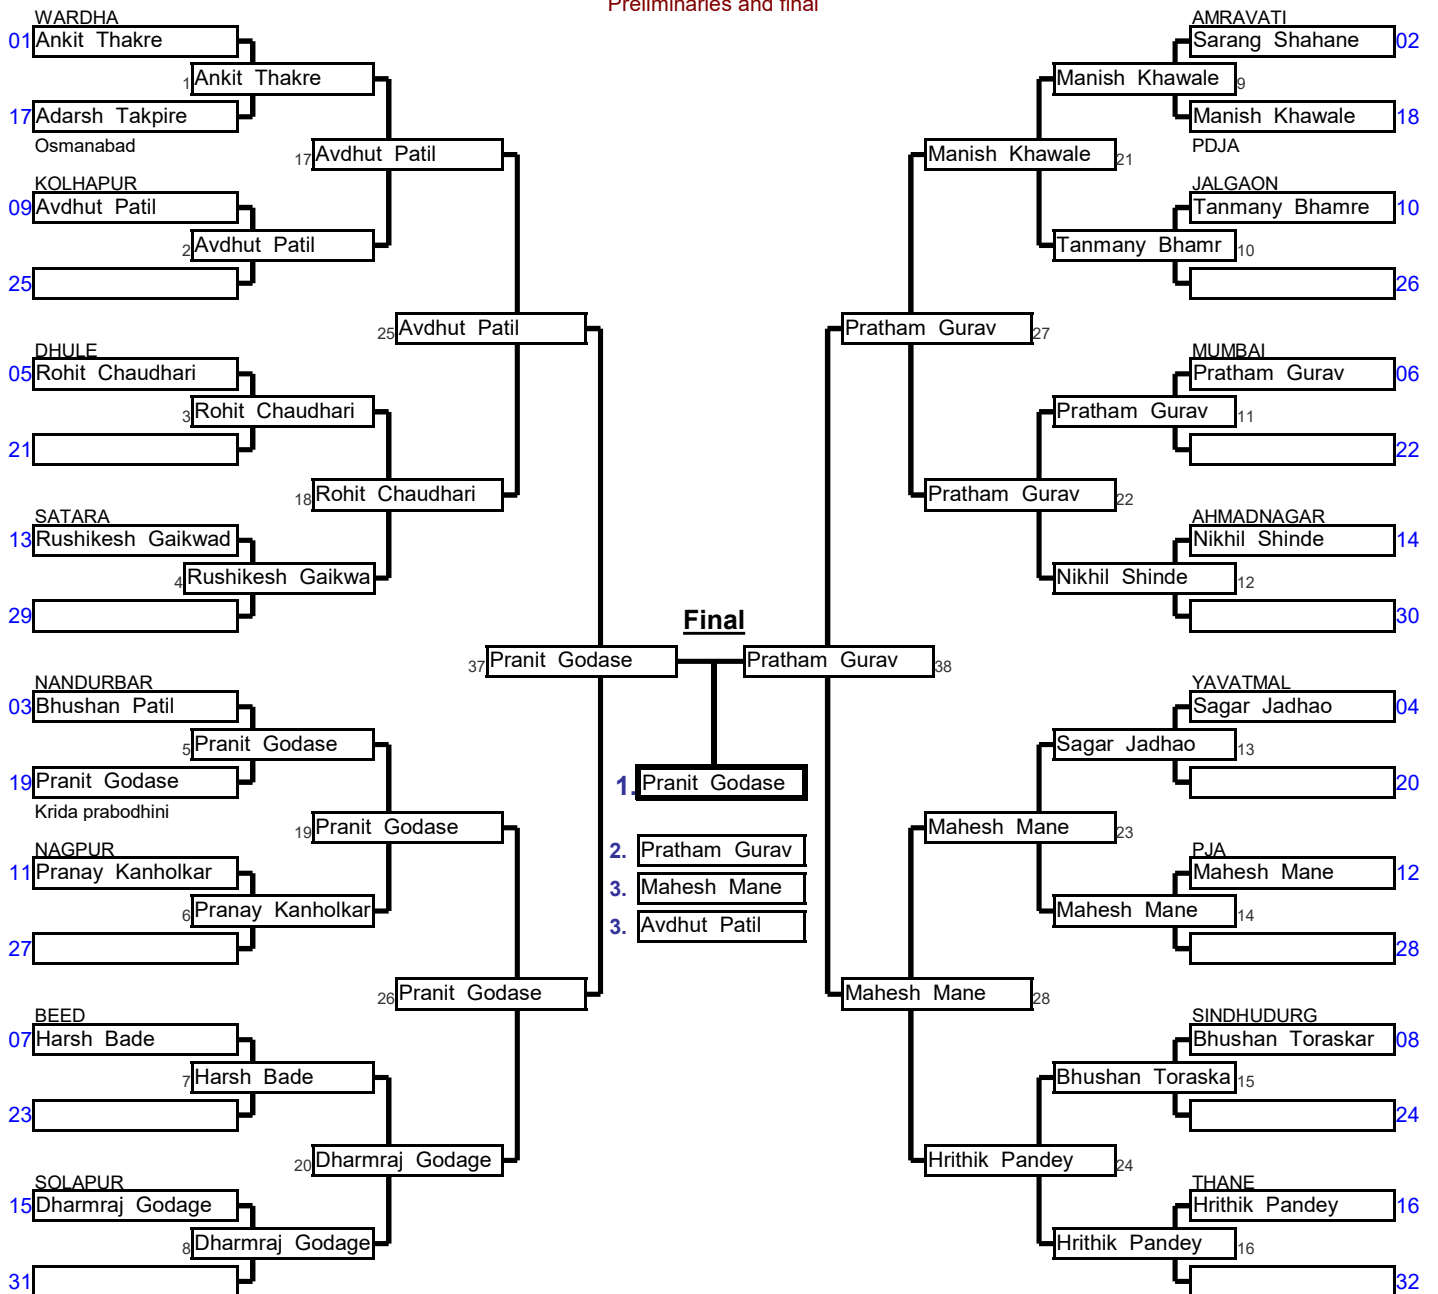 Preliminaries and final
WARDHA
01 Ankit Thakre
1 Ankit Thakre
17 Adarsh Takpire
Osmanabad
17 Avdhut Patil
KOLHAPUR
09 Avdhut Patil
2 Avdhut Patil
25
25 Avdhut Patil
DHULE
05 Rohit Chaudhari
3 Rohit Chaudhari
21
18 Rohit Chaudhari
SATARA
13 Rushikesh Gaikwad
4 Rushikesh Gaikwa
29
37 Pranit Godase
NANDURBAR
03 Bhushan Patil
5 Pranit Godase
19 Pranit Godase
Krida prabodhini
19 Pranit Godase
NAGPUR
11 Pranay Kanholkar
6 Pranay Kanholkar
27
26 Pranit Godase
BEED
07 Harsh Bade
7 Harsh Bade
23
20 Dharmraj Godage
SOLAPUR
15 Dharmraj Godage
8 Dharmraj Godage
31
Final
1. Pranit Godase
2. Pratham Gurav
3. Mahesh Mane
3. Avdhut Patil
AMRAVATI
Sarang Shahane 02
Manish Khawale 9
Manish Khawale 18
PDJA
Manish Khawale 21
JALGAON
Tanmany Bhamre 10
Tanmany Bhamr 10
26
Pratham Gurav 27
MUMBAI
Pratham Gurav 06
Pratham Gurav 11
22
Pratham Gurav 22
AHMADNAGAR
Nikhil Shinde 14
Nikhil Shinde 12
30
Pratham Gurav 38
YAVATMAL
Sagar Jadhao 04
Sagar Jadhao 13
20
Mahesh Mane 23
PJA
Mahesh Mane 12
Mahesh Mane 14
28
Mahesh Mane 28
SINDHUDURG
Bhushan Toraskar 08
Bhushan Toraska 15
24
Hrithik Pandey 24
THANE
Hrithik Pandey 16
Hrithik Pandey 16
32